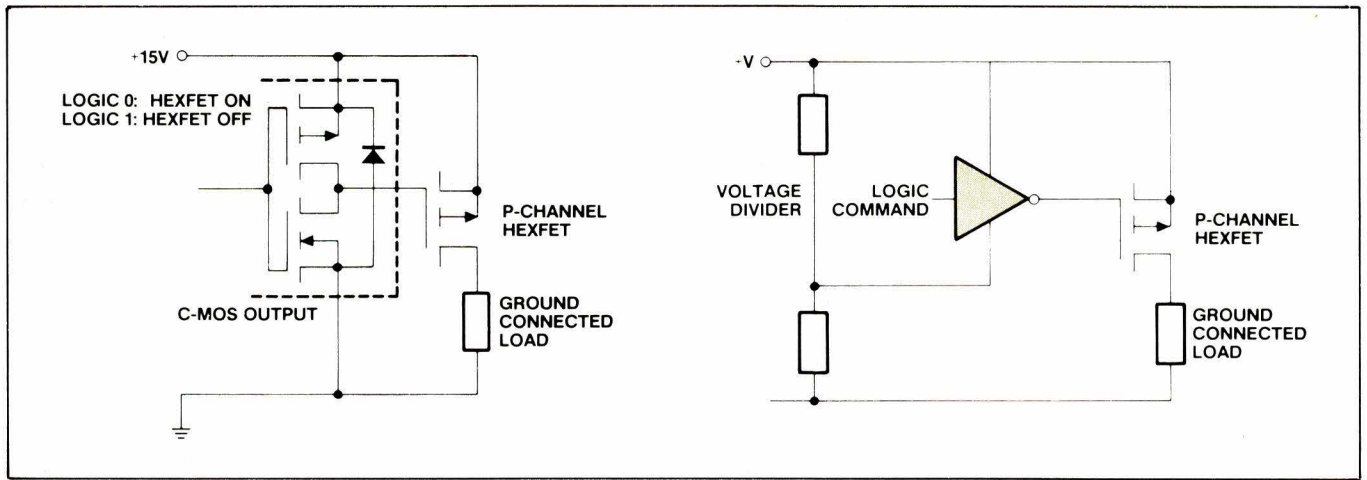 +15V
LOGIC 0: HEXFET ON
LOGIC 1: HEXFET OFF
C-MOS OUTPUT
P-CHANNEL
HEXFET
GROUND
CONNECTED
LOAD
+V
VOLTAGE
DIVIDER
LOGIC
COMMAND
P-CHANNEL
HEXFET
GROUND
CONNECTED
LOAD